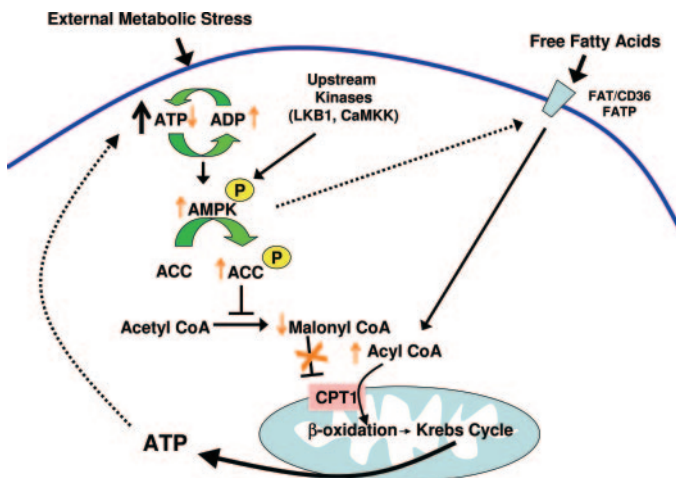 External Metabolic Stress
Free Fatty Acids
Upstream
Kinases
(LKB1, CaMKK)
FAT/CD36
FATP
ATP ADP
P
AMPK
P
ACC ACC
Acetyl CoA Malonyl CoA
Acyl CoA
CPT1
β-oxidation Krebs Cycle
ATP